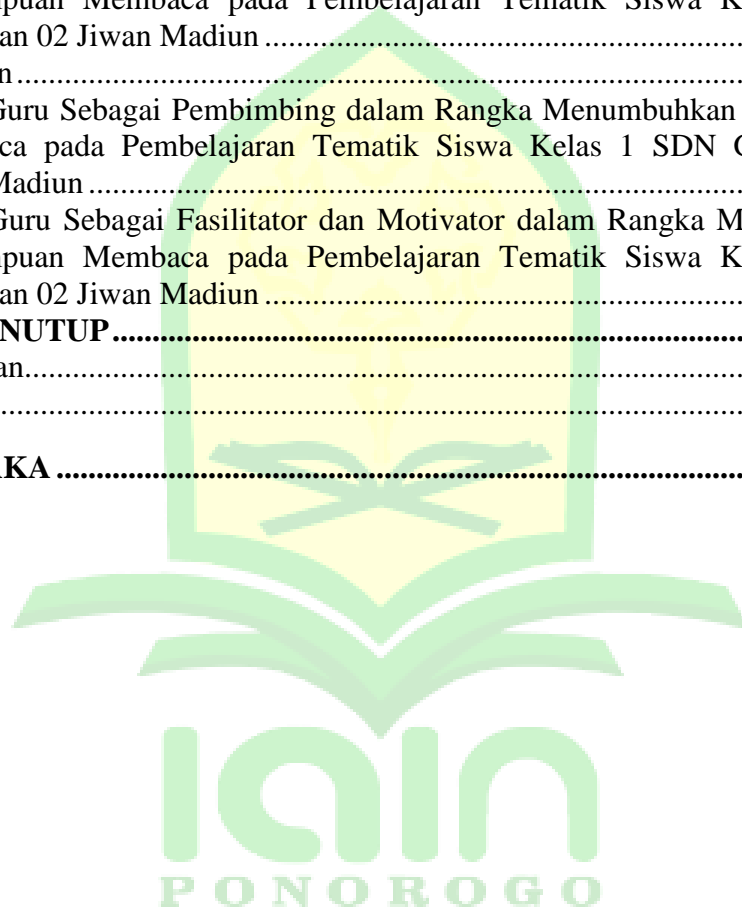 puan Membaca pada Pembelajaran Tematik Siswa K
an 02 Jiwan Madiun ........................................................
n ........................................................................................
Guru Sebagai Pembimbing dalam Rangka Menumbuhkan
ca pada Pembelajaran Tematik Siswa Kelas 1 SDN
Madiun ..............................................................................
Guru Sebagai Fasilitator dan Motivator dalam Rangka M
puan Membaca pada Pembelajaran Tematik Siswa K
an 02 Jiwan Madiun ........................................................
NUTUP ..............................................................................
an ......................................................................................
............................................................................................
KA ......................................................................................
iain
PONOROGO